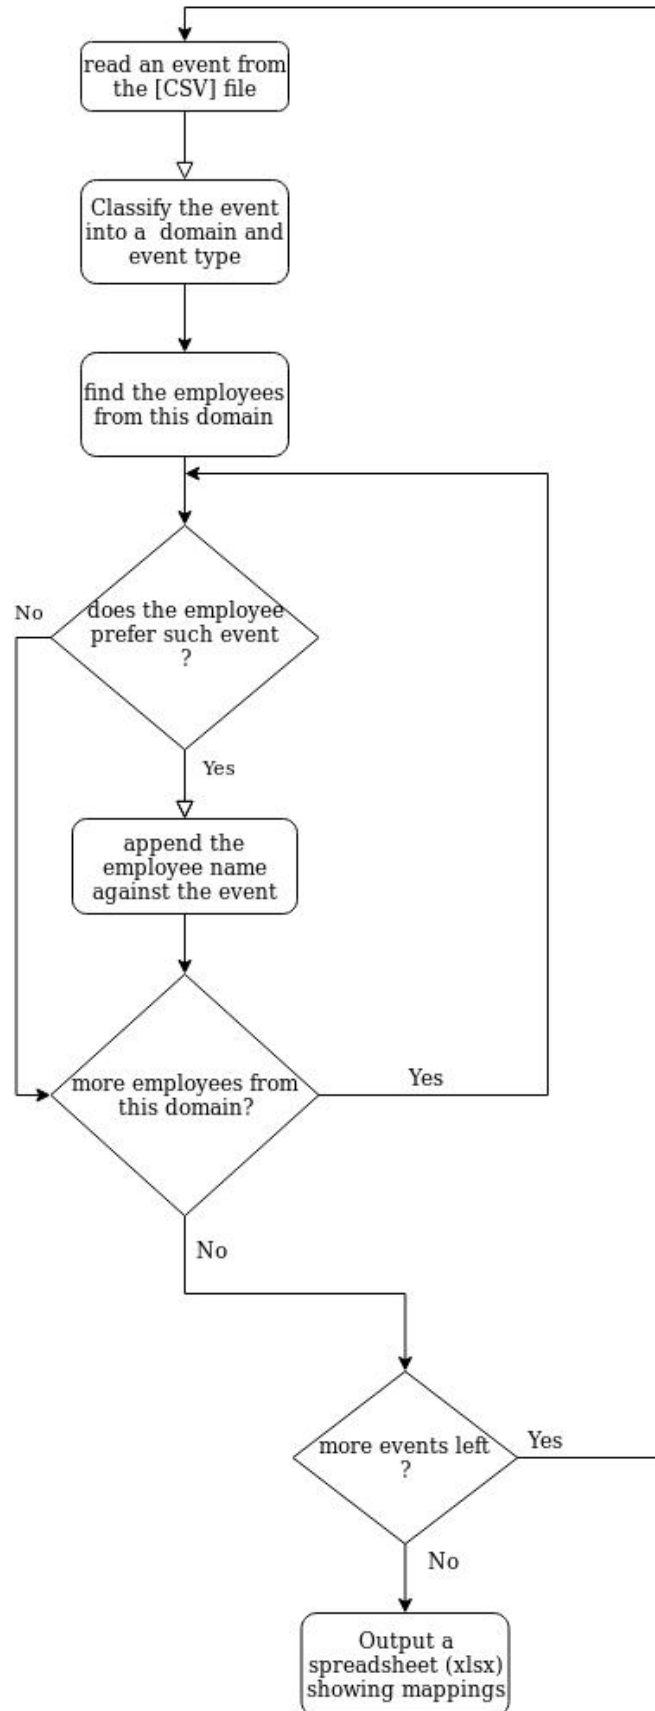 read an event from
the [CSV] file
Classify the event
into a domain and
event type
find the employees
from this domain
No
does the employee
prefer such event
?
Yes
append the
employee name
against the event
more employees from
this domain?
Yes
No
more events left
?
Yes
No
Output a
spreadsheet (xlsx)
showing mappings